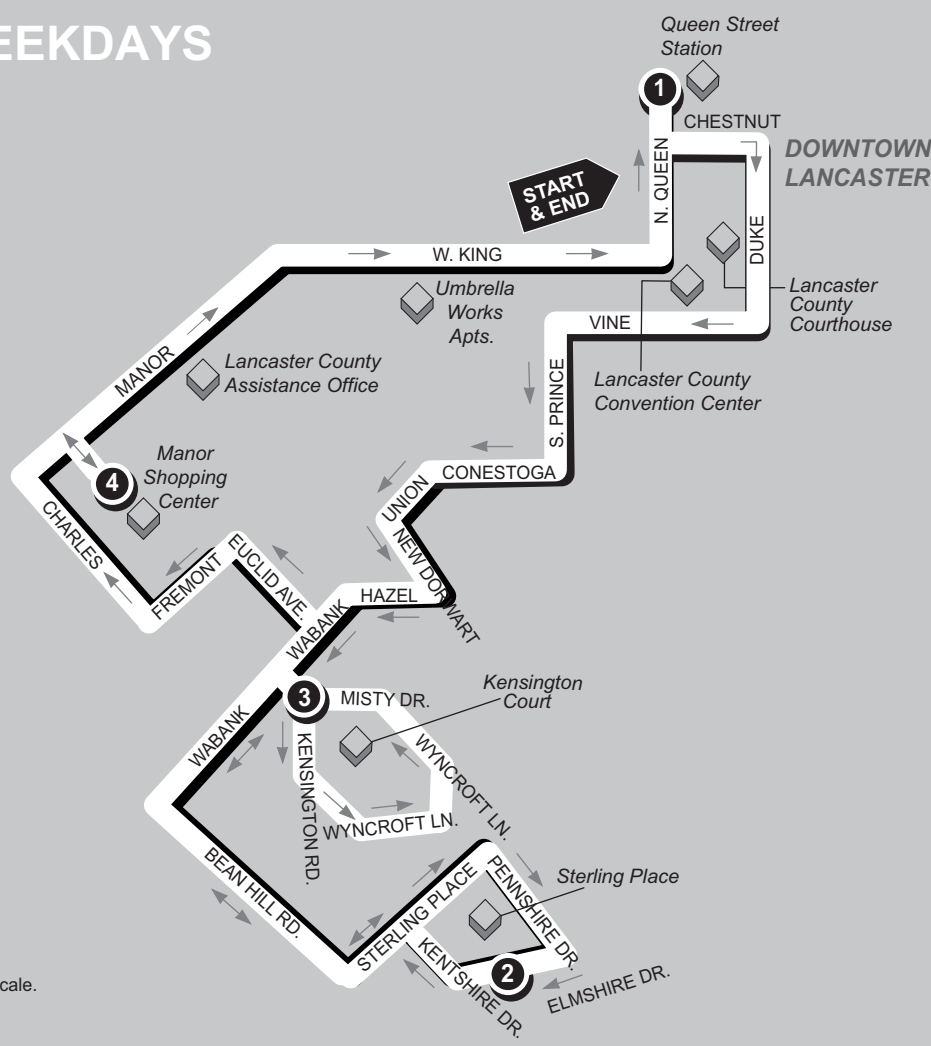 EEKDAYS
Queen Street
Station
1
CHESTNUT
DOWNTOWN
LANCASTER
N. QUEEN
START
& END
DUKE
W. KING
Umbrella
Works
Apts.
Lancaster
County
Courthouse
VINE
MANOR
Lancaster County
Assistance Office
Lancaster County
Convention Center
S. PRINCE
Manor
Shopping
Center
4
CONESTOGA
UNION
CHARLES
NEW DORWART
EUCLID AVE.
FREMONT
HAZEL
WABANK
3
MISTY DR.
Kensington
Court
WABANK
KENSINGTON RD.
WYNCROFT LN.
WYNCROFT LN.
BEAN HILL RD.
STERLING PLACE
PENNSHIRE DR.
Sterling Place
KENTSHIRE DR.
2
ELMSHIRE DR.
cale.